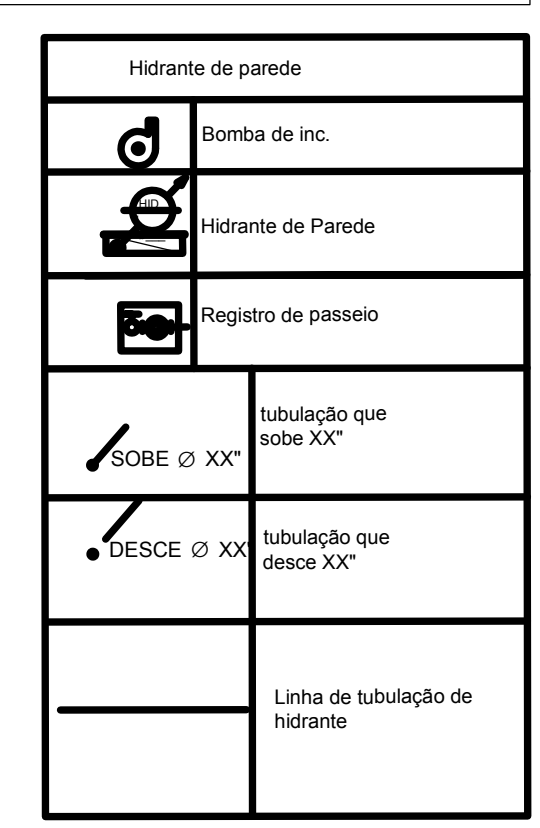 Hidrante de parede
Bomba de inc.
HID
Hidrante de Parede
Registro de passeio
SOBE ∅ XX"
tubulação que
sobe XX"
DESCE ∅ XX"
tubulação que
desce XX"
Linha de tubulação de
hidrante